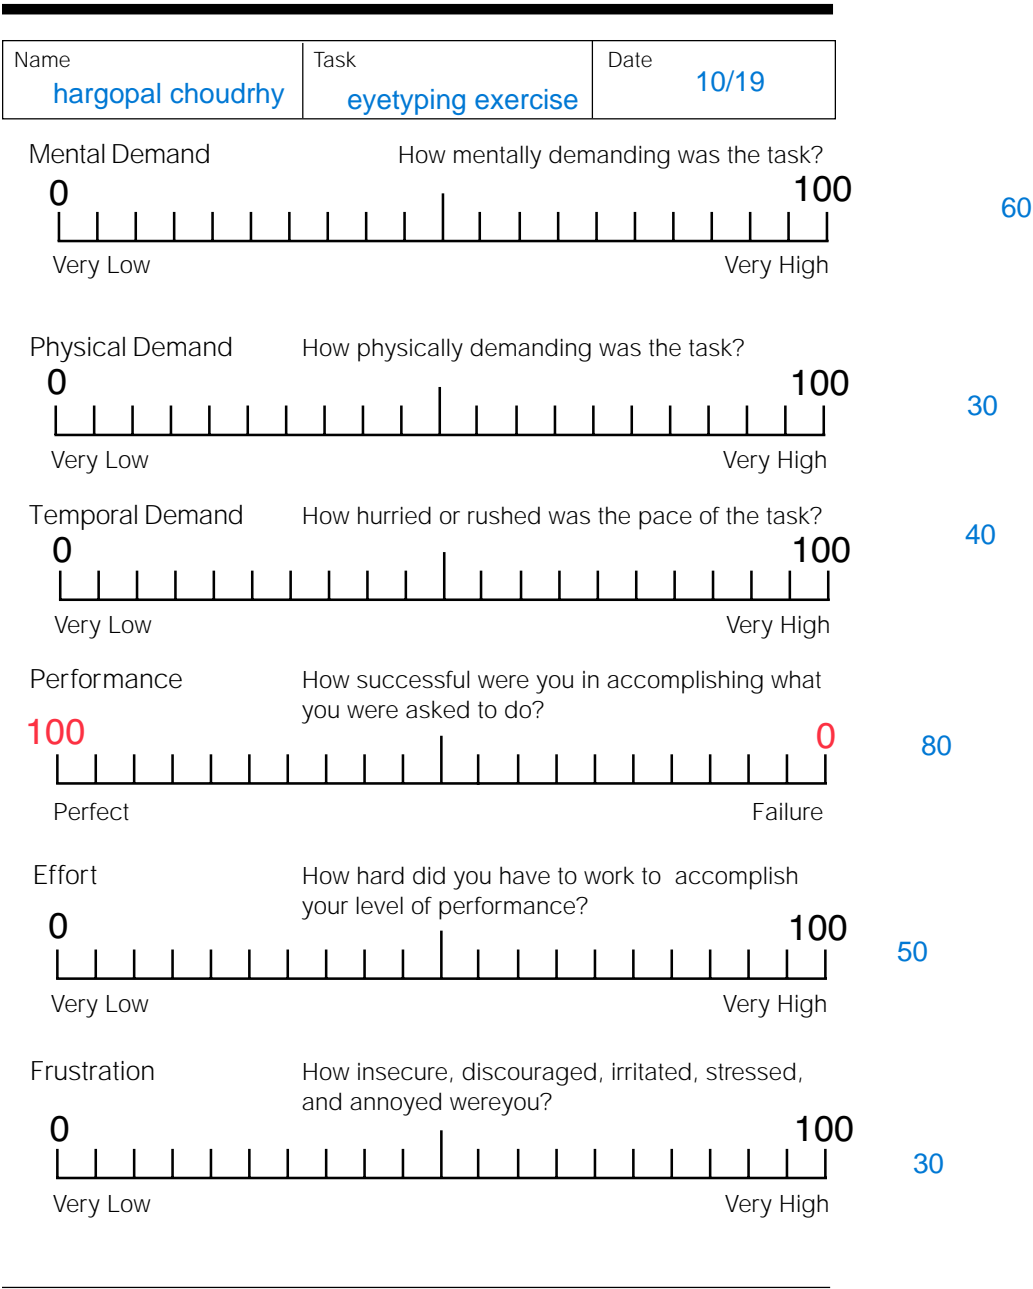 Name Task Date
hargopal choudrhy eyetyping exercise 10/19
Mental Demand How mentally demanding was the task?
0 100 60
Very Low Very High
Physical Demand How physically demanding was the task?
0 100 30
Very Low Very High
Temporal Demand How hurried or rushed was the pace of the task?
0 100 40
Very Low Very High
Performance How successful were you in accomplishing what
you were asked to do?
100 0 80
Perfect Failure
Effort How hard did you have to work to accomplish
your level of performance?
0 100 50
Very Low Very High
Frustration How insecure, discouraged, irritated, stressed,
and annoyed wereyou?
0 100 30
Very Low Very High